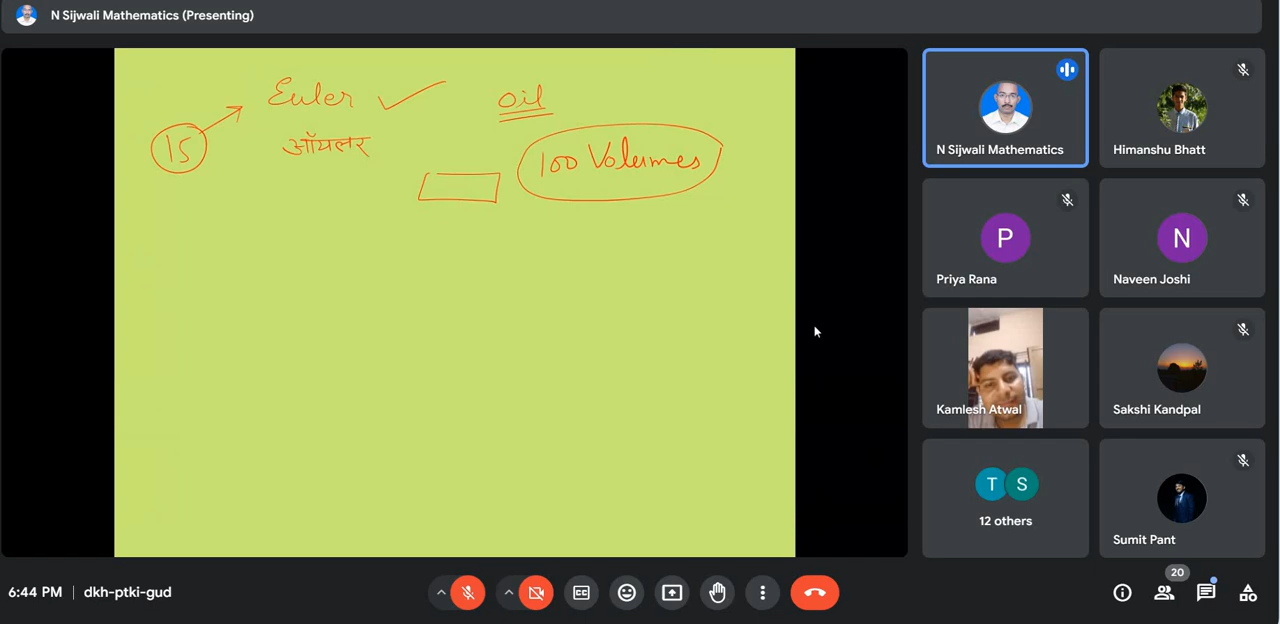 N Sijwali Mathematics (Presenting)
Euler oil
15
ऑयलर
100 Volumes
N Sijwali Mathematics
Himanshu Bhatt
P
N
Priya Rana
Naveen Joshi
Kamlesh Atwal
Sakshi Kandpal
T S
12 others
Sumit Pant
6:44 PM | dkh-ptki-gud
CC
20